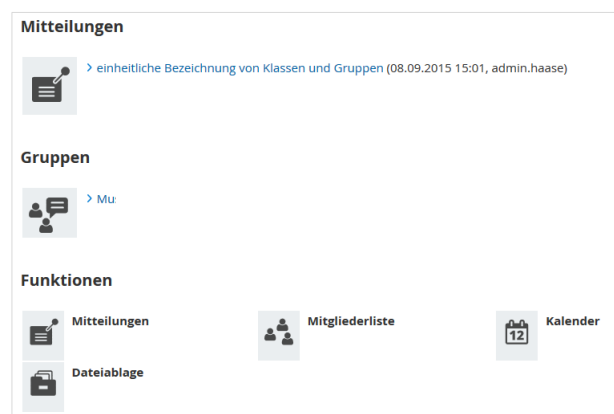 Mitteilungen
> einheitliche Bezeichnung von Klassen und Gruppen (08.09.2015 15:01, admin.haase)
Gruppen
Funktionen
Mitteilungen
Mitgliederliste
12
Kalender
Dateiablage